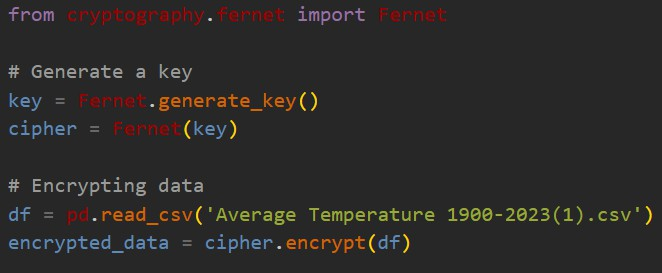 from cryptography.fernet import Fernet
# Generate a key
key = Fernet.generate_key()
cipher = Fernet(key)
# Encrypting data
df = pd.read_csv('Average Temperature 1900-2023(1).csv')
encrypted_data = cipher.encrypt(df)